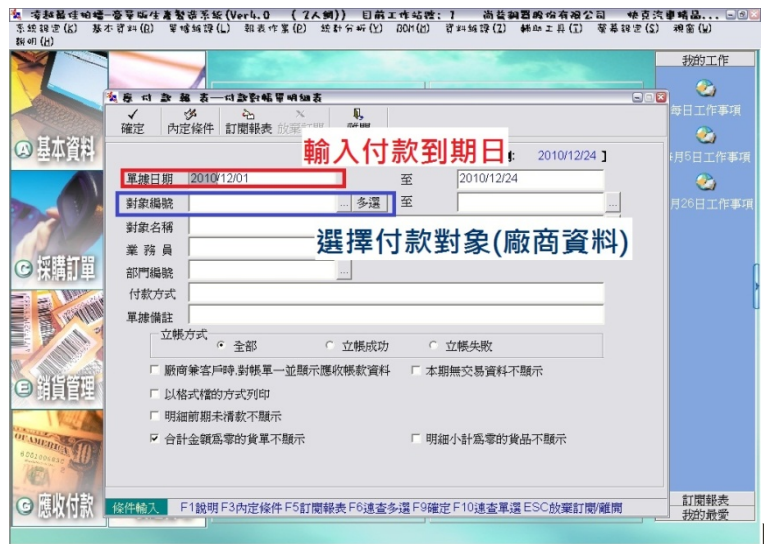 凌越最佳拍檔-豪華版生產製造系統(Ver4.0 (7人網)) 目前工作站號: 7 尚益鋼器股份有限公司 快克汽車精品...
系統設定(K) 基本資料(B) 單據維護(L) 報表作業(P) 統計分析(Y) BOM(M) 資料維護(Z) 輔助工具(T) 螢幕設定(S) 視窗(W)
說明(H)
我的工作
應 付 款 報 表—付款對帳單明細表
確定 內定條件 訂閱報表
每日工作事項
輸入付款到期日
2010/12/24 ]
A 基本資料
月5日工作事項
單據日期 2010/12/01 至 2010/12/24
對象編號 ... 多選 至 ...
月26日工作事項
對象名稱
選擇付款對象(廠商資料)
業 務 員
C 採購訂單
部門編號 ...
付款方式
單據備註
立帳方式
全部 立帳成功 立帳失敗
廠商兼客戶時,對帳單一並顯示應收帳款資料 本期無交易資料不顯示
E 銷貨管理
以格式檔的方式列印
明細前期未清款不顯示
合計金額為零的貨單不顯示 明細小計為零的貨品不顯示
G 應收付款
條件輸入 F1說明 F3內定條件 F5訂閱報表 F6速查多選 F9確定 F10速查單選 ESC放棄訂閱/離開
訂閱報表
我的最愛